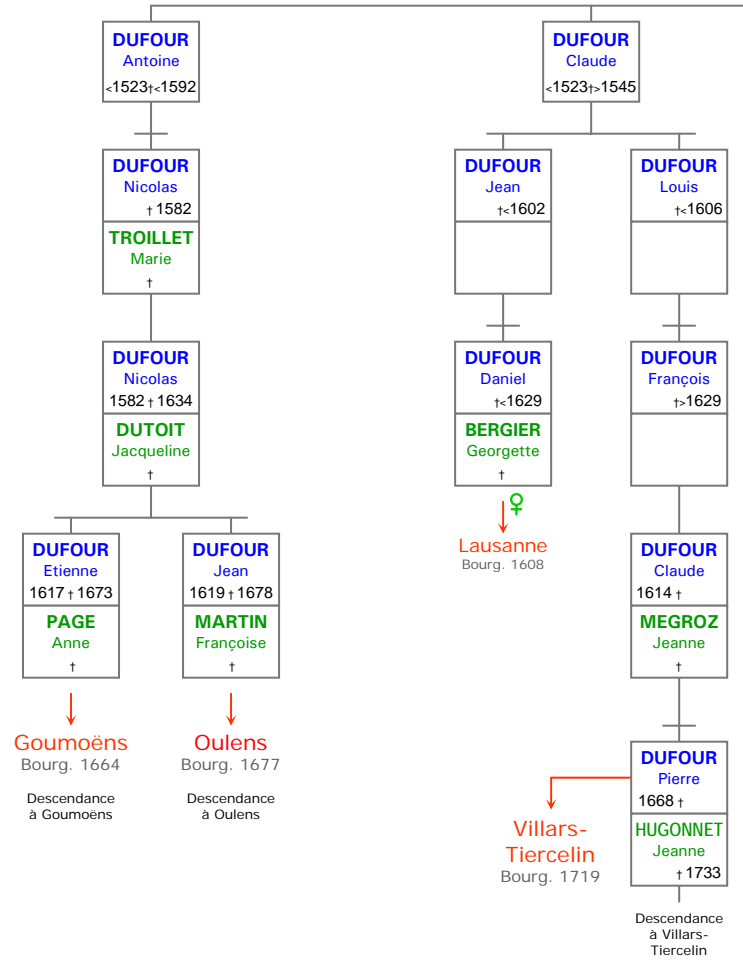 DUFOUR
Antoine
<1523†<1592
DUFOUR
Claude
<1523†>1545
DUFOUR
Nicolas
† 1582
TROILLET
Marie
†
DUFOUR
Jean
†<1602
DUFOUR
Louis
†<1606
DUFOUR
Nicolas
1582 † 1634
DUTOIT
Jacqueline
†
DUFOUR
Daniel
†<1629
BERGIER
Georgette
†
♀
Lausanne
Bourg. 1608
DUFOUR
François
†>1629
DUFOUR
Etienne
1617 † 1673
PAGE
Anne
†
DUFOUR
Jean
1619 † 1678
MARTIN
Françoise
†
DUFOUR
Claude
1614 †
MEGROZ
Jeanne
†
Goumoëns
Bourg. 1664
Descendance
à Goumoëns
Oulens
Bourg. 1677
Descendance
à Oulens
Villars-
Tiercelin
Bourg. 1719
DUFOUR
Pierre
1668 †
HUGONNET
Jeanne
† 1733
Descendance
à Villars-
Tiercelin